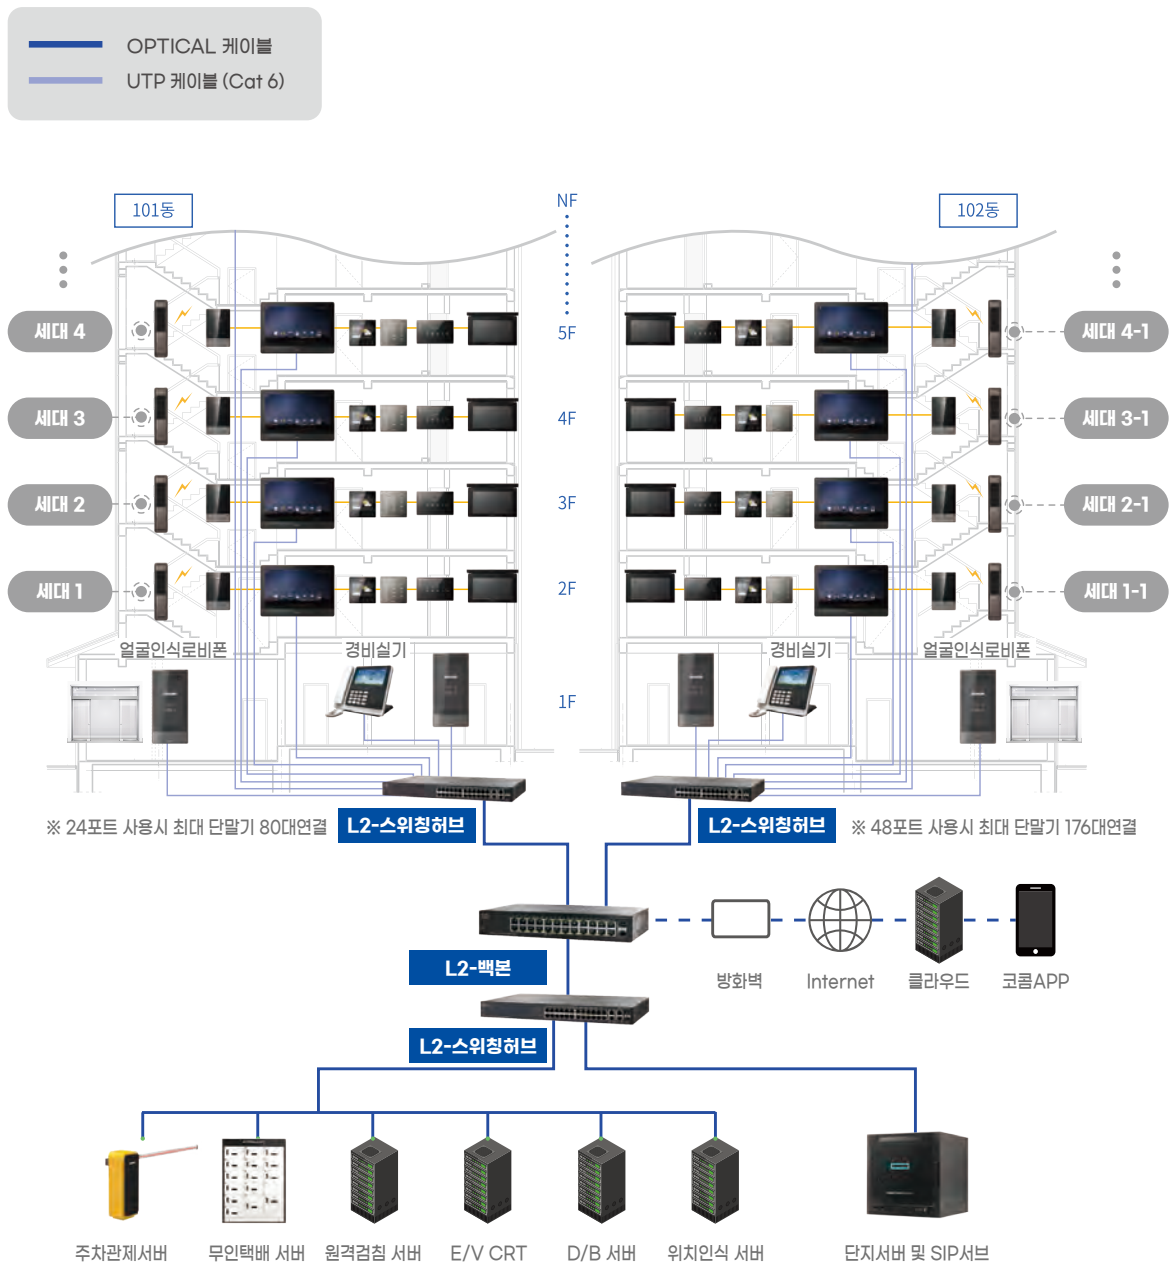 OPTICAL 케이블
UTP 케이블 (Cat 6)
101동
NF
102동
세대 4
5F
세대 4-1
세대 3
4F
세대 3-1
세대 2
3F
세대 2-1
세대 1
2F
세대 1-1
얼굴인식로비폰
경비실기
경비실기
얼굴인식로비폰
1F
※ 24포트 사용시 최대 단말기 80대연결
L2-스위칭허브
L2-스위칭허브
※ 48포트 사용시 최대 단말기 176대연결
L2-백본
방화벽
Internet
클라우드
코콤APP
L2-스위칭허브
주차관제서버
무인택배 서버
원격검침 서버
E/V CRT
D/B 서버
위치인식 서버
단지서버 및 SIP서브